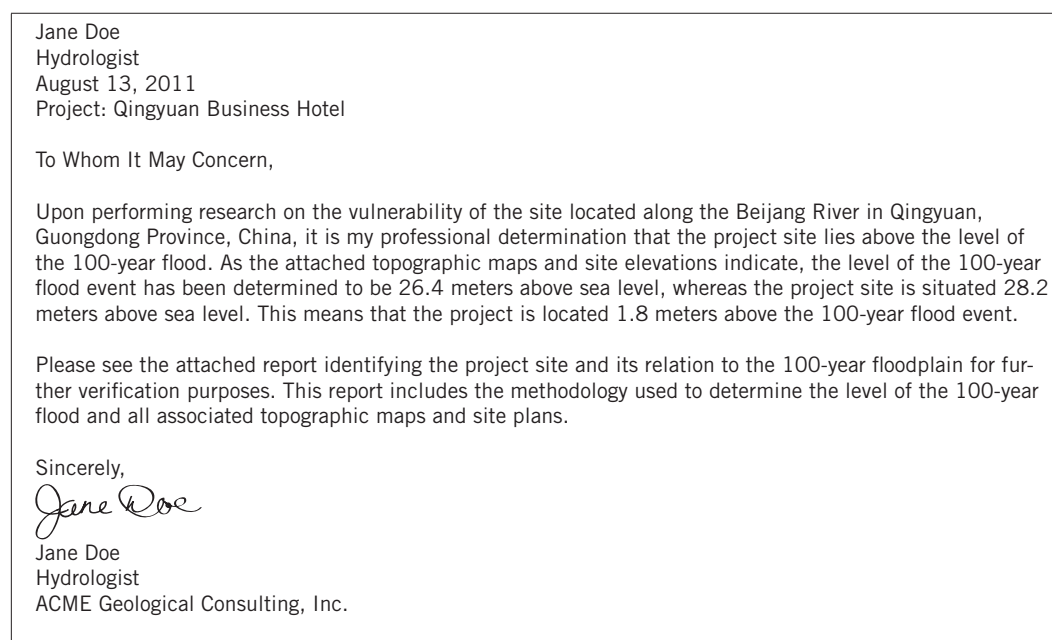 Jane Doe
Hydrologist
August 13, 2011
Project: Qingyuan Business Hotel
To Whom It May Concern,
Upon performing research on the vulnerability of the site located along the Beijang River in Qingyuan,
Guongdong Province, China, it is my professional determination that the project site lies above the level of
the 100-year flood. As the attached topographic maps and site elevations indicate, the level of the 100-year
flood event has been determined to be 26.4 meters above sea level, whereas the project site is situated 28.2
meters above sea level. This means that the project is located 1.8 meters above the 100-year flood event.
Please see the attached report identifying the project site and its relation to the 100-year floodplain for fur-
ther verification purposes. This report includes the methodology used to determine the level of the 100-year
flood and all associated topographic maps and site plans.
Sincerely,
Jane Doe
Jane Doe
Hydrologist
ACME Geological Consulting, Inc.